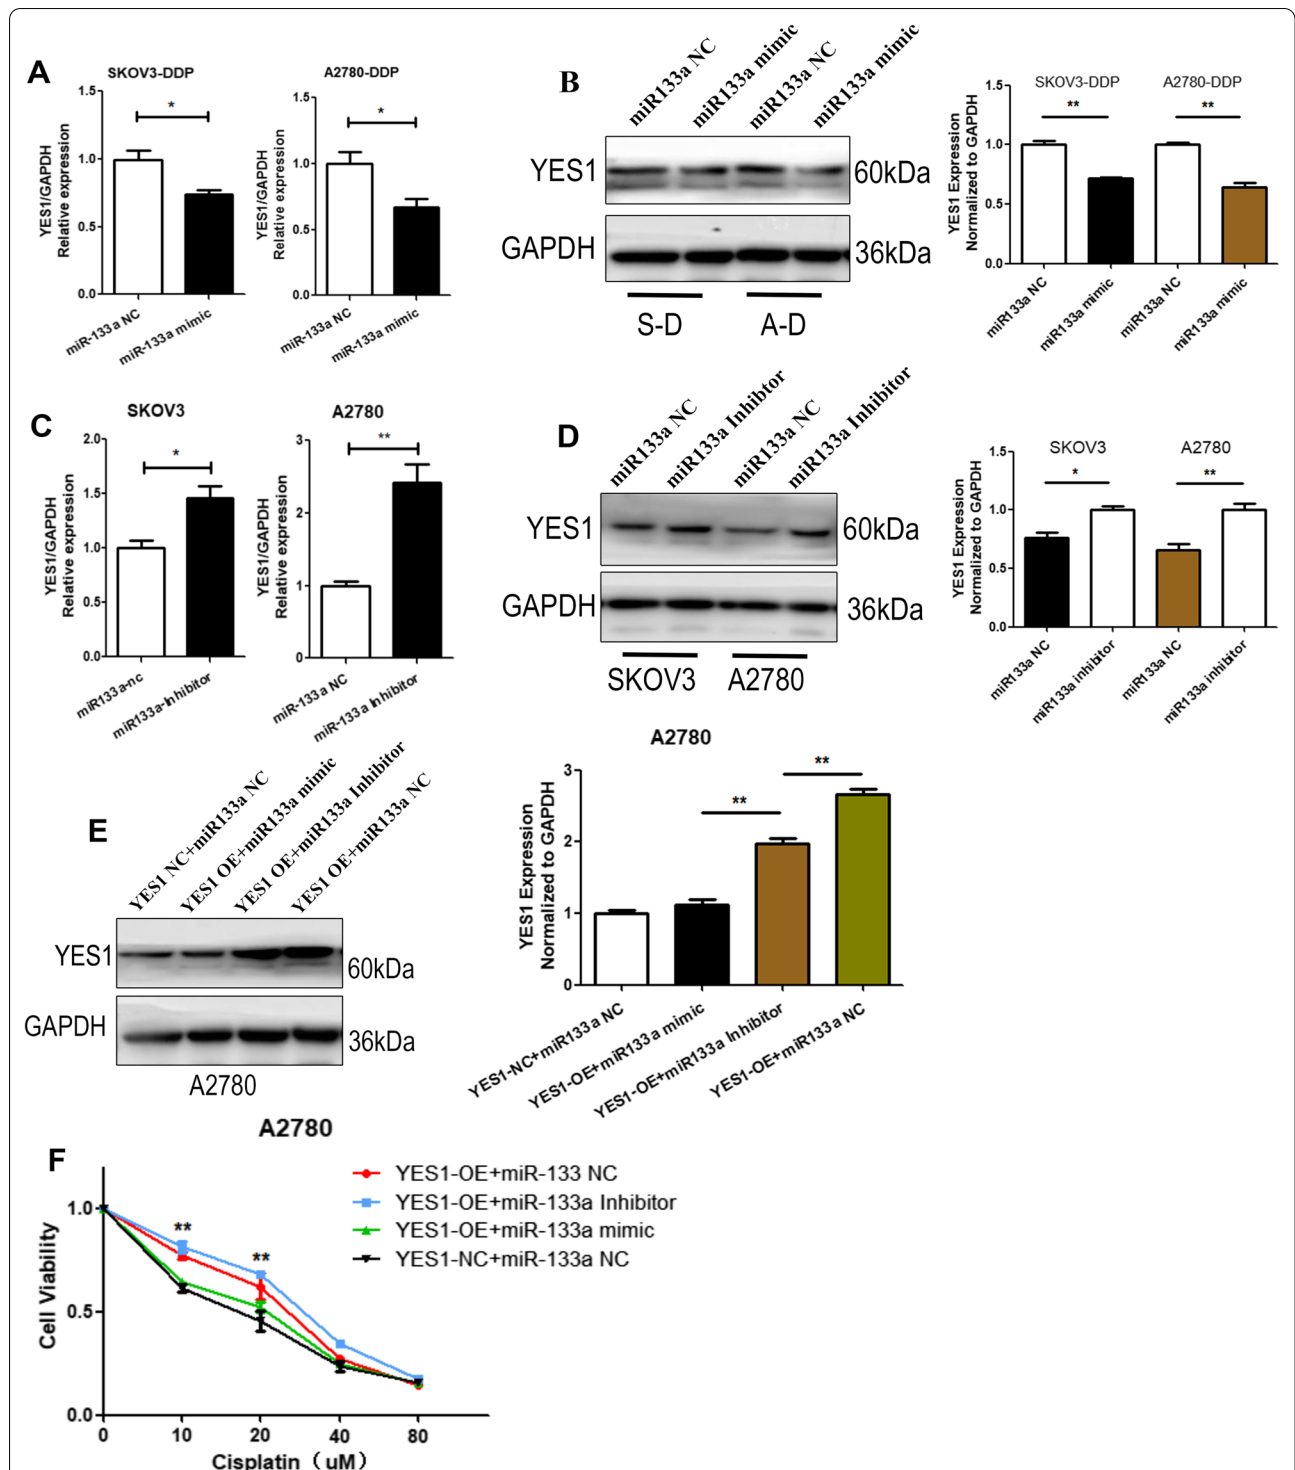 A
SKOV3-DDP
YES1/GAPDH
Relative expression
1.5
1.0
0.5
0.0
*
miR-133a NC
miR-133a mimic
A2780-DDP
YES1/GAPDH
Relative expression
1.5
1.0
0.5
0.0
*
miR-133a NC
miR-133a mimic
B
miR133a NC
miR133a mimic
miR133a NC
miR133a mimic
YES1
60kDa
GAPDH
36kDa
S-D
A-D
YES1 Expression
Normalized to GAPDH
1.5
1.0
0.5
0.0
SKOV3-DDP
A2780-DDP
**
**
miR133a NC
miR133a mimic
miR133a NC
miR133a mimic
C
SKOV3
YES1/GAPDH
Relative expression
2.0
1.5
1.0
0.5
0.0
*
miR133a-nc
miR133a-Inhibitor
A2780
YES1/GAPDH
Relative expression
3
2
1
0
**
miR-133a NC
miR-133a Inhibitor
D
miR133a NC
miR133a Inhibtor
miR133a NC
miR133a Inhibitor
YES1
60kDa
GAPDH
36kDa
SKOV3
A2780
YES1 Expression
Normalized to GAPDH
1.5
1.0
0.5
0.0
SKOV3
A2780
*
**
miR133a NC
miR133a inhibitor
miR133a NC
miR133a inhibitor
E
YES1 NC+miR133a NC
YES1 OE+miR133a mimic
YES1 OE+miR133a Inhibitor
YES1 OE+miR133a NC
YES1
60kDa
GAPDH
36kDa
A2780
A2780
YES1 Expression
Normalized to GAPDH
3
2
1
0
**
**
YES1-NC+miR133a NC
YES1-OE+miR133a mimic
YES1-OE+miR133a Inhibitor
YES1-OE+miR133a NC
F
A2780
Cell Viability
1.0
0.5
0.0
**
**
YES1-OE+miR-133 NC
YES1-OE+miR-133a Inhibitor
YES1-OE+miR-133a mimic
YES1-NC+miR-133a NC
0
10
20
40
80
Cisplatin（uM）